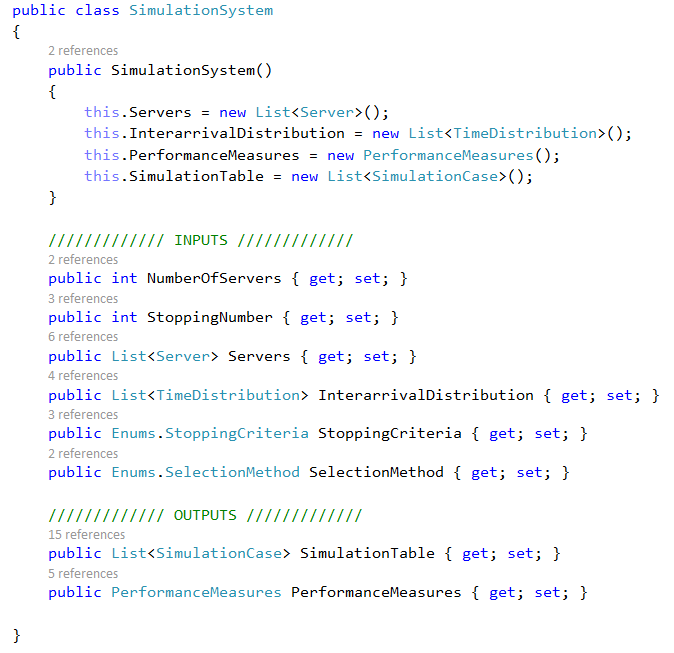 public class SimulationSystem
{
2 references
public SimulationSystem()
{
this.Servers = new List<Server>();
this.InterarrivalDistribution = new List<TimeDistribution>();
this.PerformanceMeasures = new PerformanceMeasures();
this.SimulationTable = new List<SimulationCase>();
}
///////////// INPUTS /////////////
2 references
public int NumberOfServers { get; set; }
3 references
public int StoppingNumber { get; set; }
6 references
public List<Server> Servers { get; set; }
4 references
public List<TimeDistribution> InterarrivalDistribution { get; set; }
3 references
public Enums.StoppingCriteria StoppingCriteria { get; set; }
2 references
public Enums.SelectionMethod SelectionMethod { get; set; }
///////////// OUTPUTS /////////////
15 references
public List<SimulationCase> SimulationTable { get; set; }
5 references
public PerformanceMeasures PerformanceMeasures { get; set; }
}